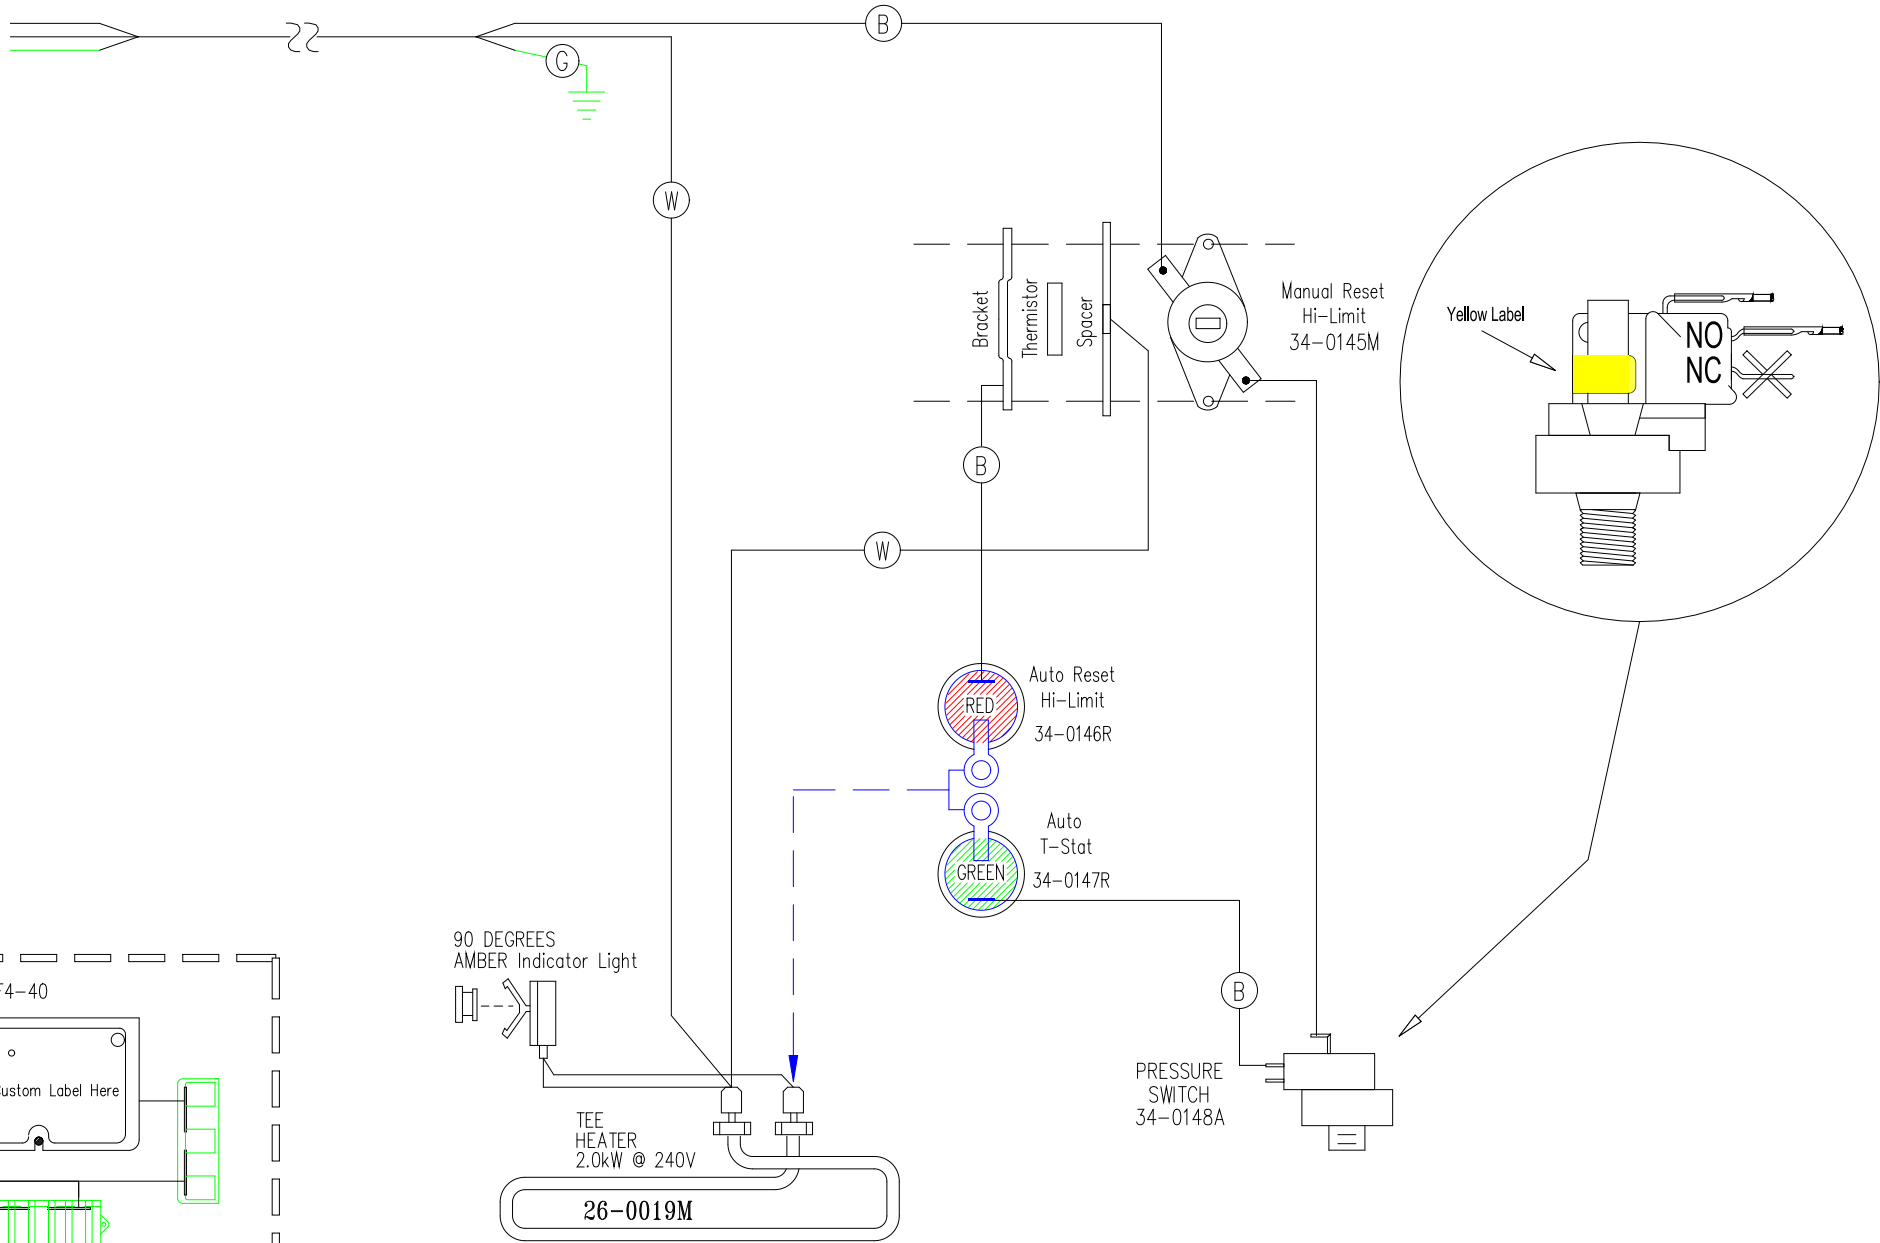 B
G
W
Bracket
Thermistor
Spacer
Manual Reset
Hi-Limit
34-0145M
Yellow Label
NO
NC
B
W
RED
Auto Reset
Hi-Limit
34-0146R
Auto
T-Stat
34-0147R
GREEN
90 DEGREES
AMBER Indicator Light
B
PRESSURE
SWITCH
34-0148A
TEE
HEATER
2.0kW @ 240V
26-0019M
F4-40
Label Here